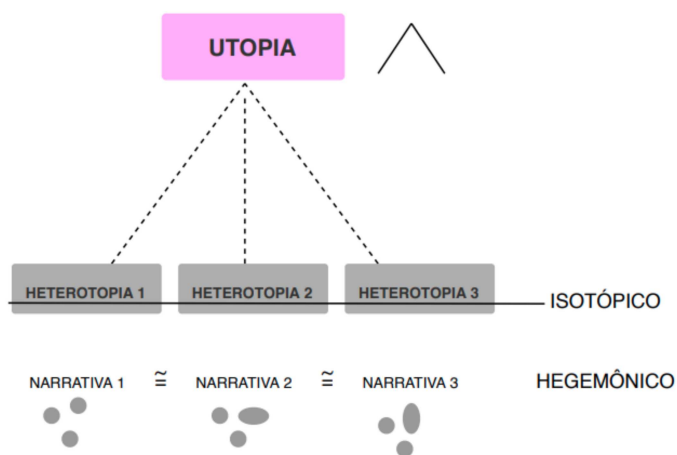 UTOPIA
HETEROTOPIA 1 HETEROTOPIA 2 HETEROTOPIA 3
ISOTÓPICO
NARRATIVA 1 ≅ NARRATIVA 2 ≅ NARRATIVA 3 HEGEMÔNICO